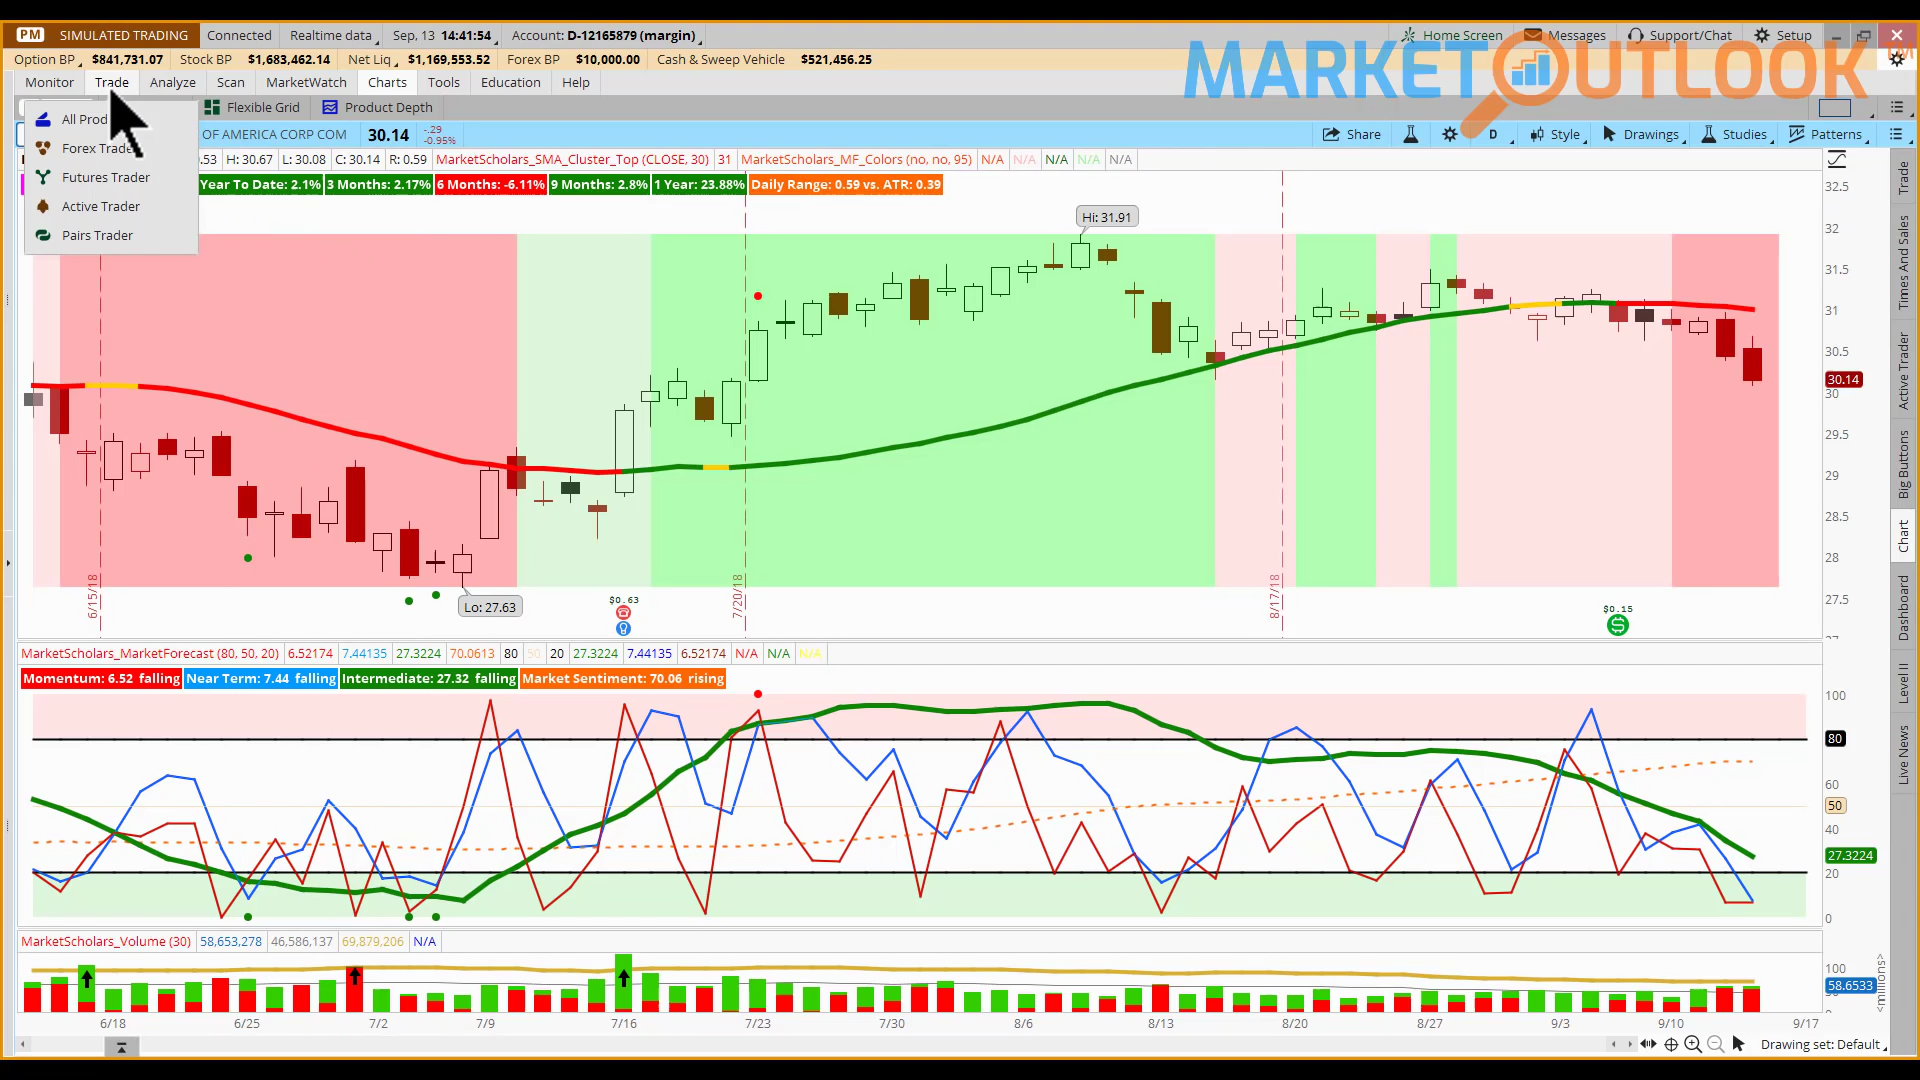 PM SIMULATED TRADING Connected Realtime data Sep, 13 14:41:54 Account: D-12165879 (margin) Home Screen Messages Support/Chat Setup
Option BP $841,731.07 Stock BP $1,683,462.14 Net Liq $1,169,553.52 Forex BP $10,000.00 Cash & Sweep Vehicle $521,456.25
MARKET OUTLOOK
Monitor Trade Analyze Scan MarketWatch Charts Tools Education Help
Flexible Grid Product Depth
All Prod
Forex Trade
Futures Trader
Active Trader
Pairs Trader
OF AMERICA CORP COM 30.14 -.29 -0.95% Share D Style Drawings Studies Patterns
.53 H: 30.67 L: 30.08 C: 30.14 R: 0.59 MarketScholars_SMA_Cluster_Top (CLOSE, 30) 31 MarketScholars_MF_Colors (no, no, 95) N/A N/A N/A N/A N/A
Year To Date: 2.1% 3 Months: 2.17% 6 Months: -6.11% 9 Months: 2.8% 1 Year: 23.88% Daily Range: 0.59 vs. ATR: 0.39
Hi: 31.91
Lo: 27.63
6/15/18
7/20/18
8/17/18
$0.63
$0.15
32.5
32
31.5
31
30.5
30.14
30
29.5
29
28.5
28
27.5
MarketScholars_MarketForecast (80, 50, 20) 6.52174 7.44135 27.3224 70.0613 80 50 20 27.3224 7.44135 6.52174 N/A N/A N/A
Momentum: 6.52 falling Near Term: 7.44 falling Intermediate: 27.32 falling Market Sentiment: 70.06 rising
100
80
60
50
40
27.3224
20
0
MarketScholars_Volume (30) 58,653,278 46,586,137 69,879,206 N/A
100
58.6533
<millions>
6/18 6/25 7/2 7/9 7/16 7/23 7/30 8/6 8/13 8/20 8/27 9/3 9/10 9/17
Drawing set: Default
Trade
Times And Sales
Active Trader
Big Buttons
Chart
Dashboard
Level II
Live News